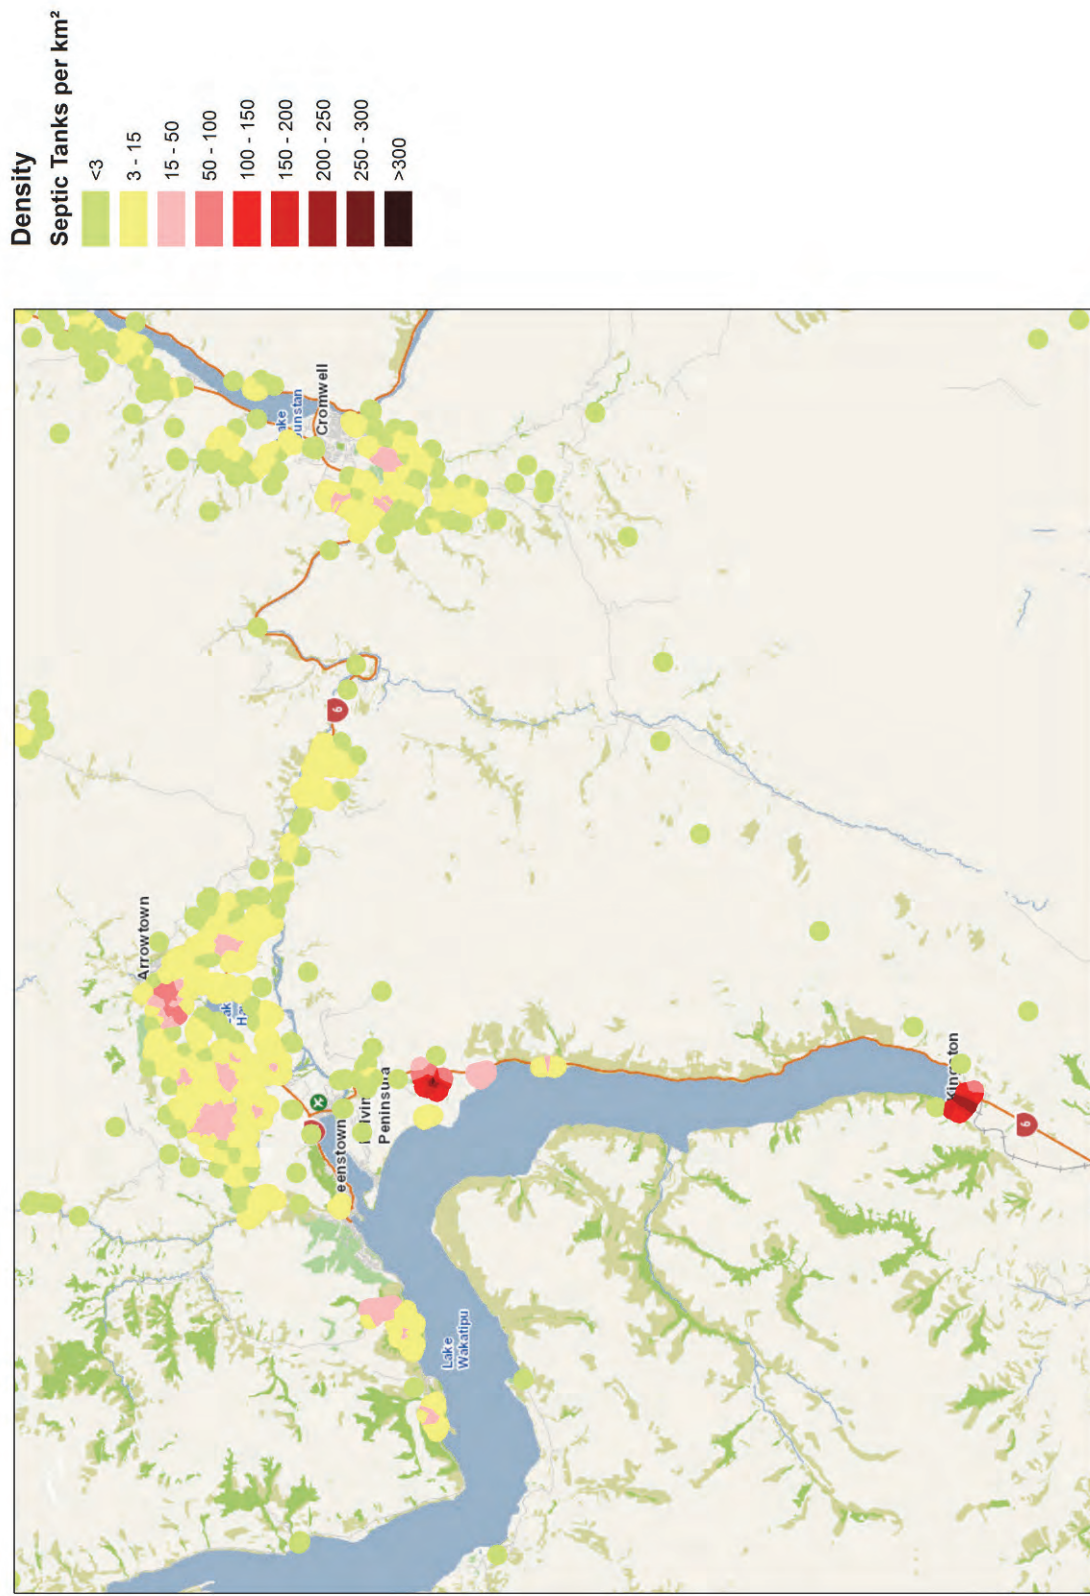 Density
Septic Tanks per km²
<3
3 - 15
15 - 50
50 - 100
100 - 150
150 - 200
200 - 250
250 - 300
>300
Cromwell
Arrowtown
6
Peninsula
eenstown
Lake
Wakatipu
6